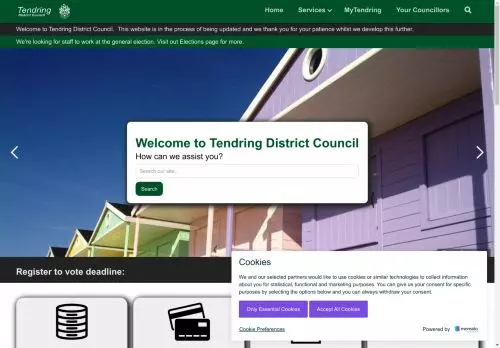 Tendring
District Council
Home
Services
MyTendring
Your Councillors
Welcome to Tendring District Council. This website is in the process of being updated and we thank you for your patience whilst we develop this further.
We're looking for staff to work at the general election. Visit out Elections page for more.
Welcome to Tendring District Council
How can we assist you?
Search our site...
Search
Register to vote deadline:
Cookies
We and our selected partners would like to use cookies or similar technologies to collect information
about you for statistical, functional and marketing purposes. You can give us your consent for specific
purposes by selecting the options below and you can always withdraw your consent.
Only Essential Cookies
Accept All Cookies
Cookie Preferences
Powered by